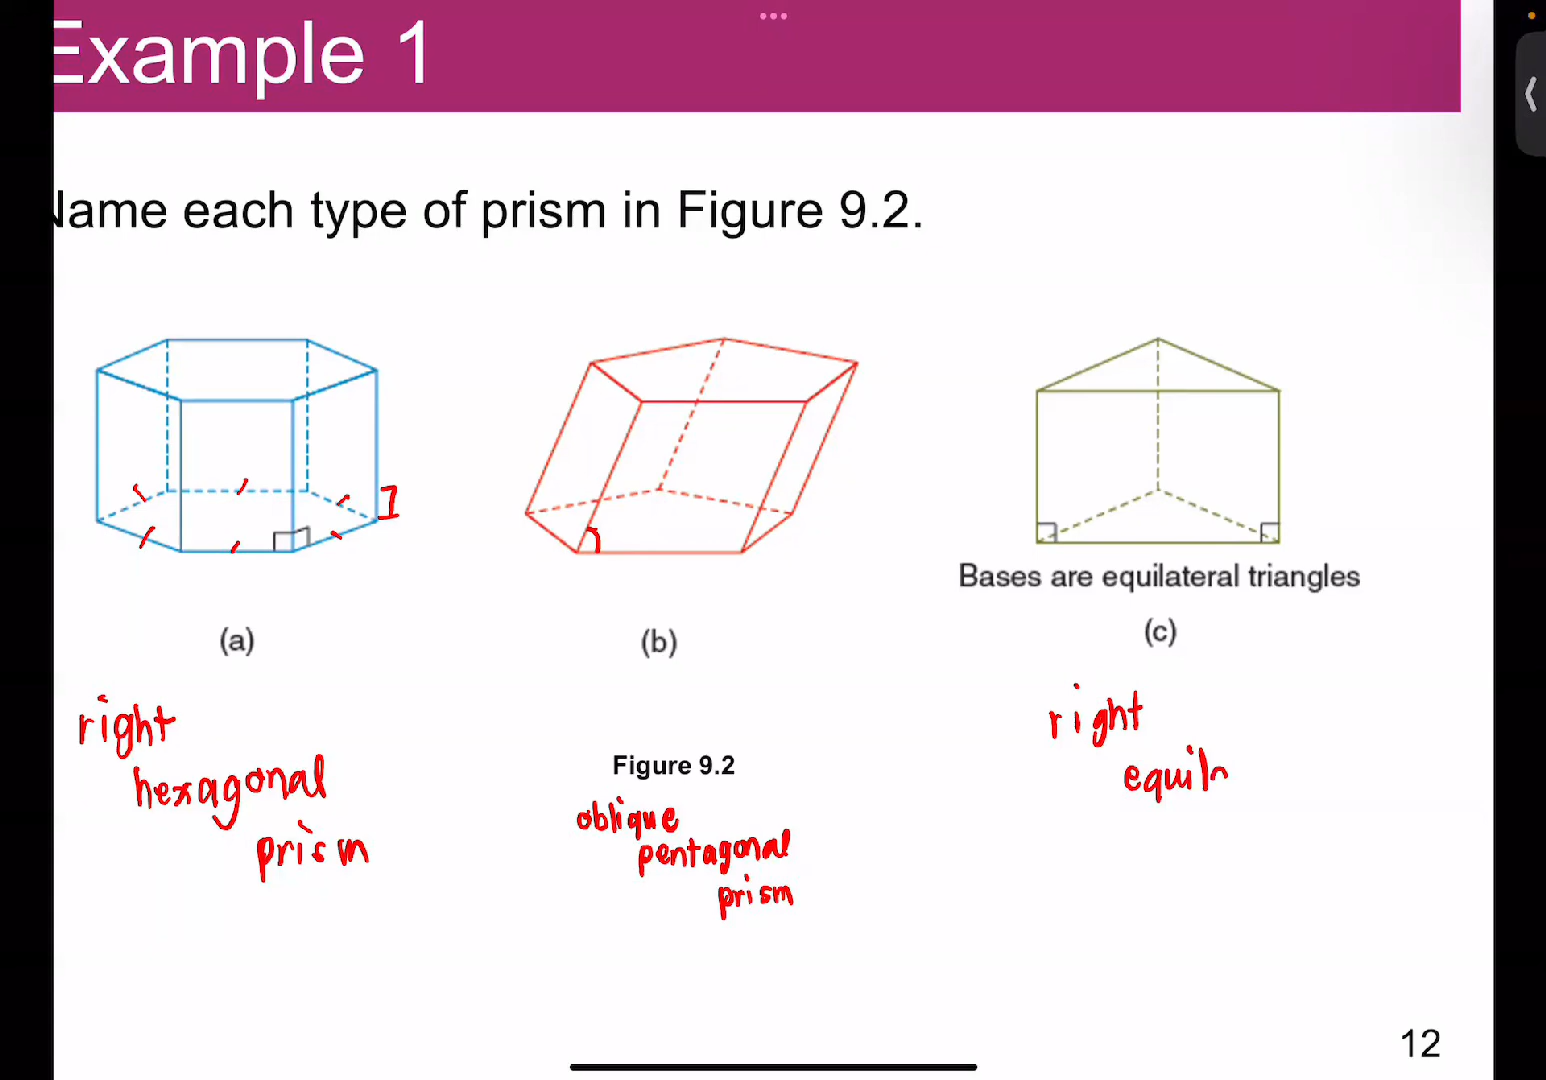 Example 1
Name each type of prism in Figure 9.2.
Bases are equilateral triangles
(a)
(b)
(c)
right
hexagonal
prism
Figure 9.2
oblique
pentagonal
prism
right
12